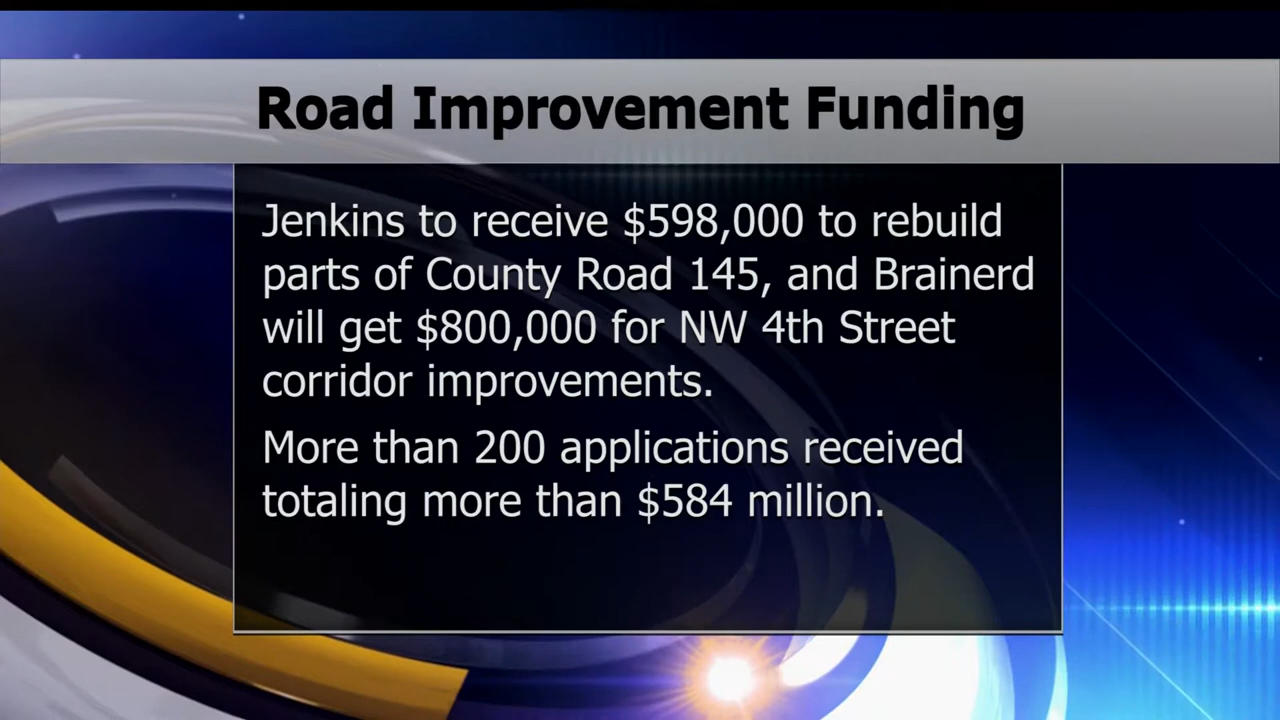 Road Improvement Funding
Jenkins to receive $598,000 to rebuild
parts of County Road 145, and Brainerd
will get $800,000 for NW 4th Street
corridor improvements.
More than 200 applications received
totaling more than $584 million.